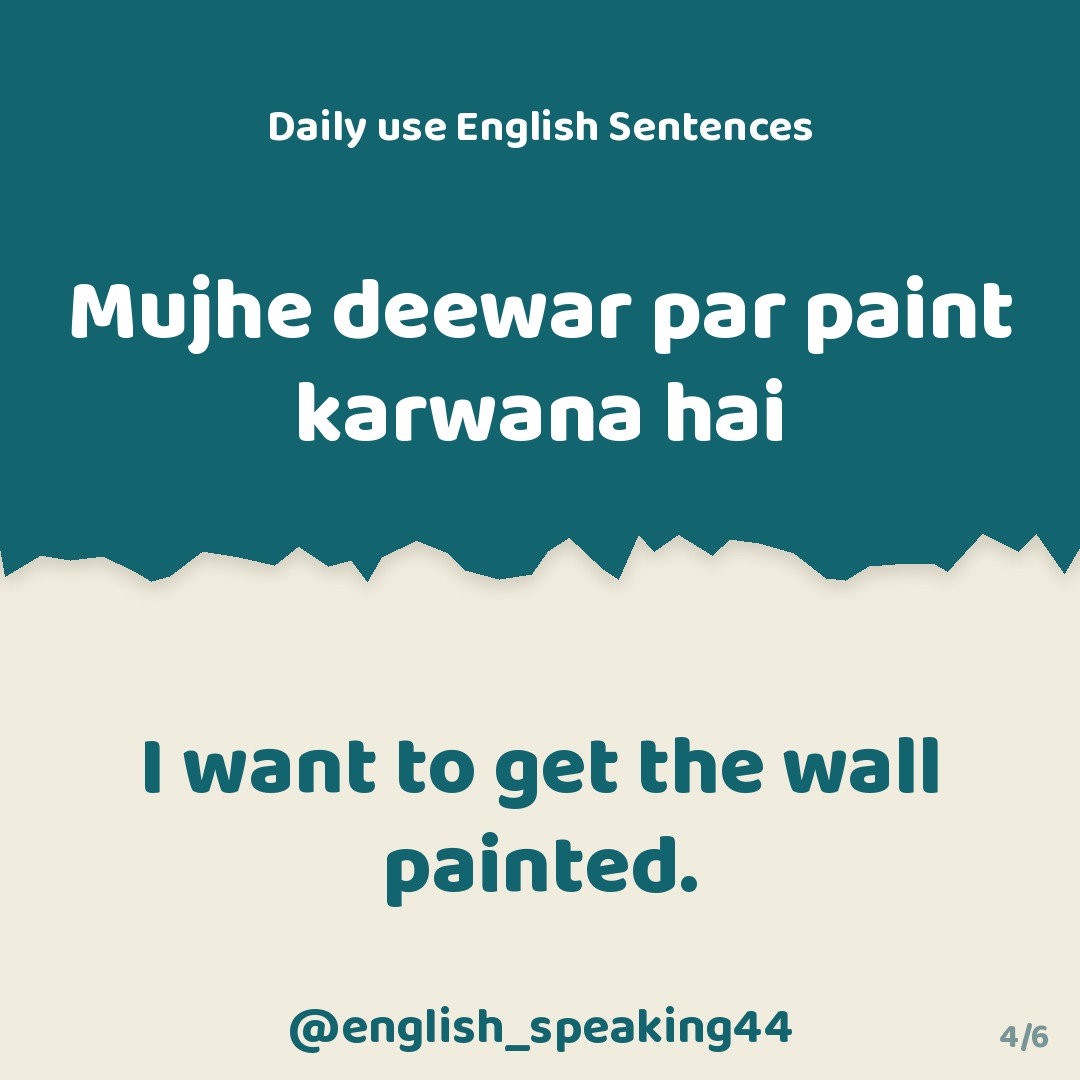 Daily use English Sentences
Mujhe deewar par paint
karwana hai
I want to get the wall
painted.
@english_speaking44
4/6